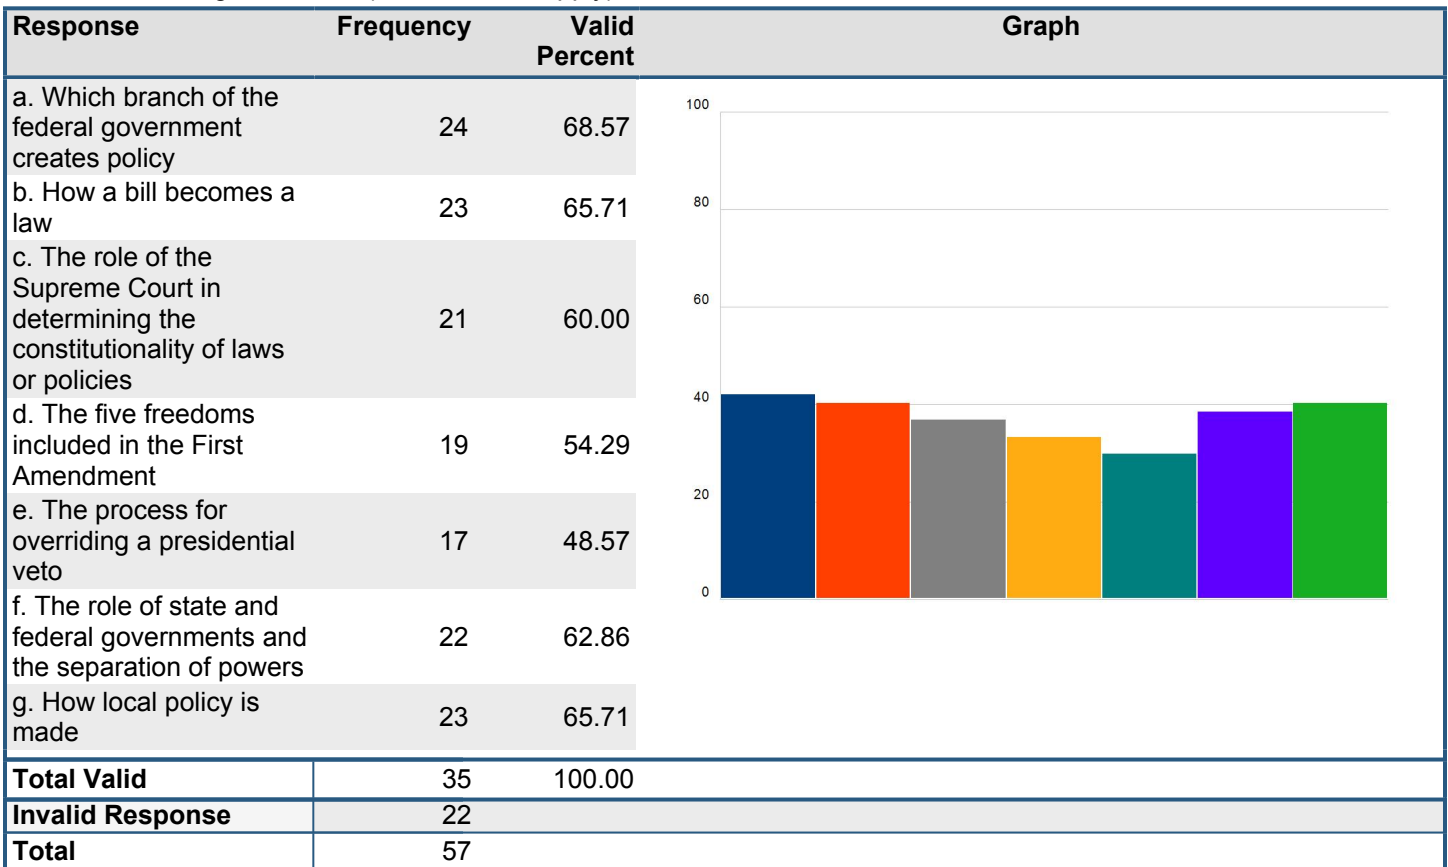 Response Frequency Valid Percent Graph
a. Which branch of the
federal government
creates policy
24 68.57
b. How a bill becomes a
law
23 65.71
c. The role of the
Supreme Court in
determining the
constitutionality of laws
or policies
21 60.00
d. The five freedoms
included in the First
Amendment
19 54.29
e. The process for
overriding a presidential
veto
17 48.57
f. The role of state and
federal governments and
the separation of powers
22 62.86
g. How local policy is
made
23 65.71
100
80
60
40
20
0
Total Valid 35 100.00
Invalid Response 22
Total 57